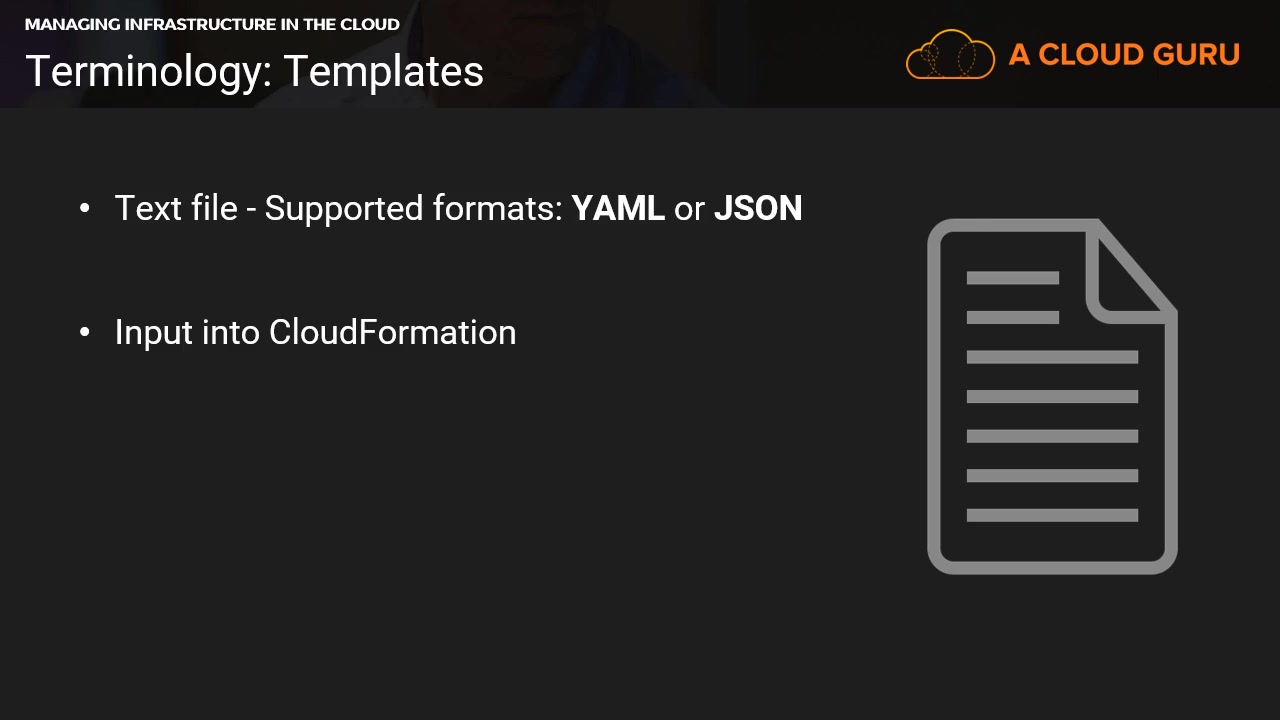 MANAGING INFRASTRUCTURE IN THE CLOUD
Terminology: Templates
A CLOUD GURU
• Text file - Supported formats: YAML or JSON
• Input into CloudFormation